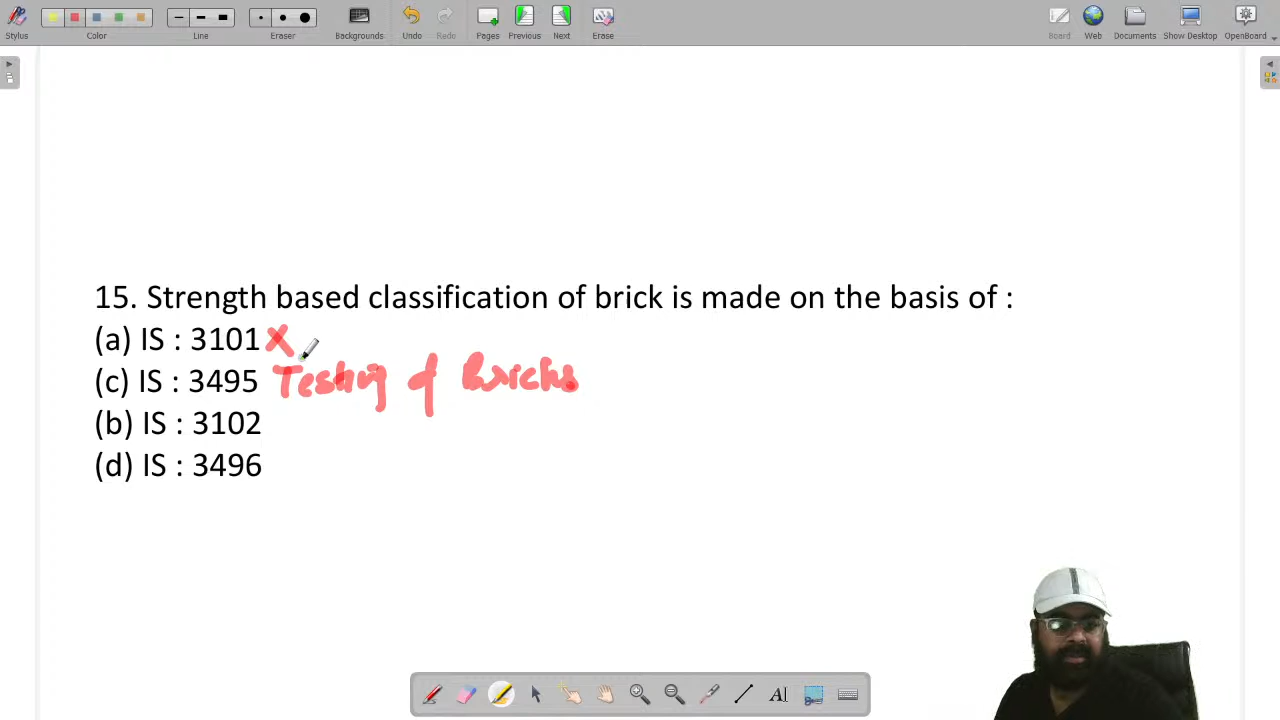 Stylus
Color
Line
Eraser
Backgrounds
Undo
Redo
Pages
Previous
Next
Erase
Board
Web
Documents
Show Desktop
OpenBoard
15. Strength based classification of brick is made on the basis of :
(a) IS : 3101 X
(c) IS : 3495 Testing of Bricks
(b) IS : 3102
(d) IS : 3496
AI